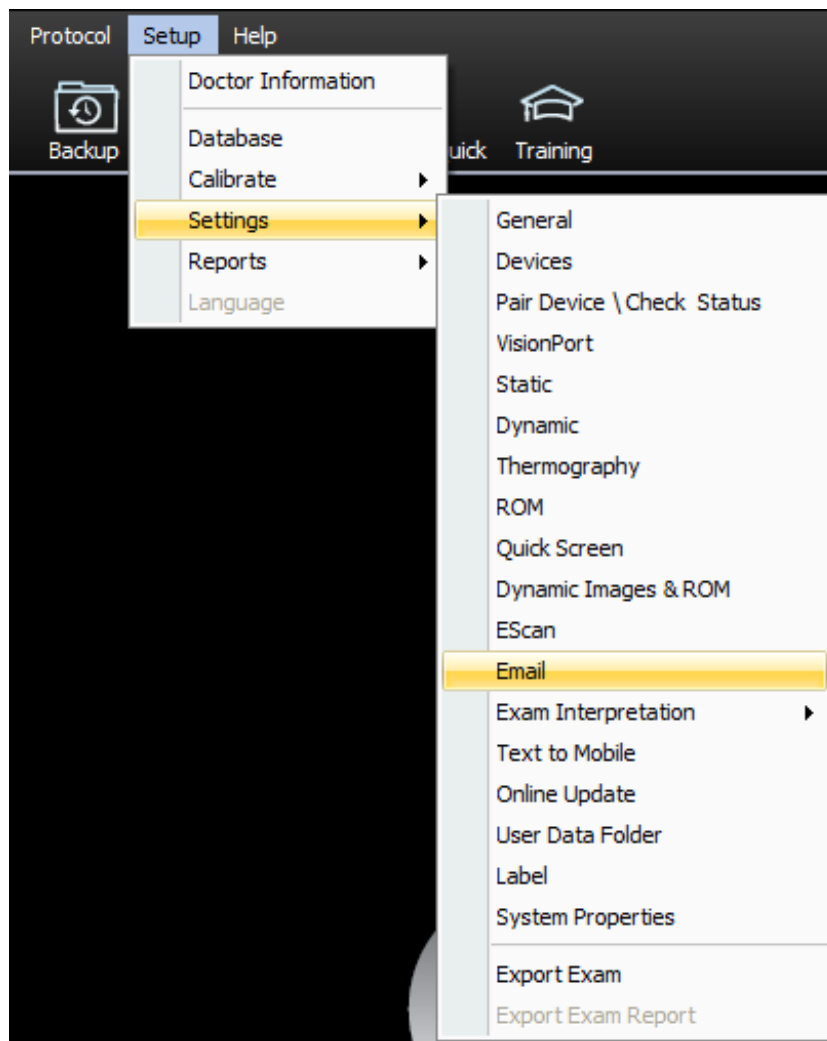 Protocol Setup Help
Doctor Information
Backup
Database
uick Training
Calibrate
Settings
General
Reports
Devices
Language
Pair Device \ Check Status
VisionPort
Static
Dynamic
Thermography
ROM
Quick Screen
Dynamic Images & ROM
EScan
Email
Exam Interpretation
Text to Mobile
Online Update
User Data Folder
Label
System Properties
Export Exam
Export Exam Report